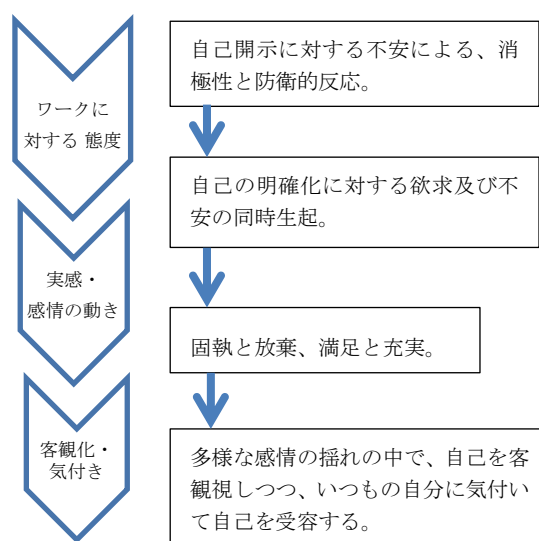 自己開示に対する不安による、消
極性と防衛的反応。
ワークに
対する 態度
自己の明確化に対する欲求及び不
安の同時生起。
実感・
感情の動き
固執と放棄、満足と充実。
客観化・
気付き
多様な感情の揺れの中で、自己を客
観視しつつ、いつもの自分に気付い
て自己を受容する。